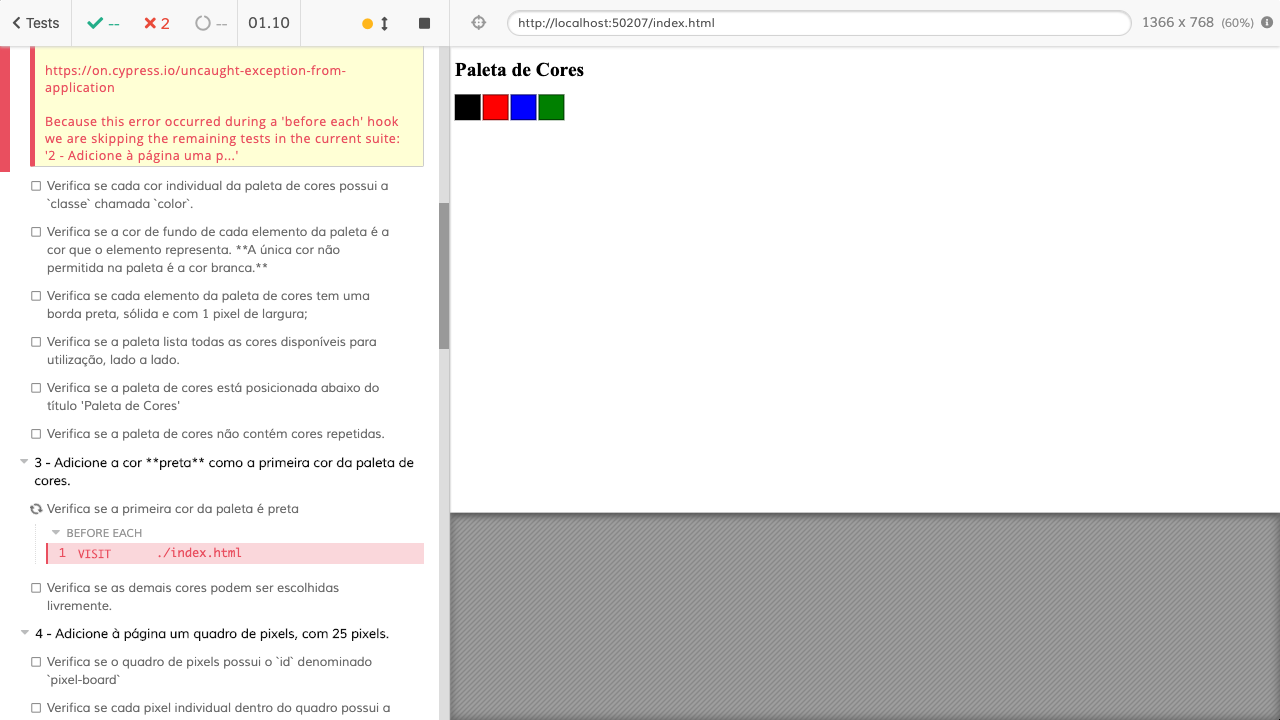 Tests
--
2
--
01.10
http://localhost:50207/index.html
1366 x 768 (60%)
https://on.cypress.io/uncaught-exception-from-
application
Because this error occurred during a 'before each' hook
we are skipping the remaining tests in the current suite:
'2 - Adicione à página uma p...'
Verifica se cada cor individual da paleta de cores possui a
`classe` chamada `color`.
Verifica se a cor de fundo de cada elemento da paleta é a
cor que o elemento representa. **A única cor não
permitida na paleta é a cor branca.**
Verifica se cada elemento da paleta de cores tem uma
borda preta, sólida e com 1 pixel de largura;
Verifica se a paleta lista todas as cores disponíveis para
utilização, lado a lado.
Verifica se a paleta de cores está posicionada abaixo do
título 'Paleta de Cores'
Verifica se a paleta de cores não contém cores repetidas.
3 - Adicione a cor **preta** como a primeira cor da paleta de
cores.
Verifica se a primeira cor da paleta é preta
BEFORE EACH
1 VISIT ./index.html
Verifica se as demais cores podem ser escolhidas
livremente.
4 - Adicione à página um quadro de pixels, com 25 pixels.
Verifica se o quadro de pixels possui o `id` denominado
`pixel-board`
Verifica se cada pixel individual dentro do quadro possui a
Paleta de Cores